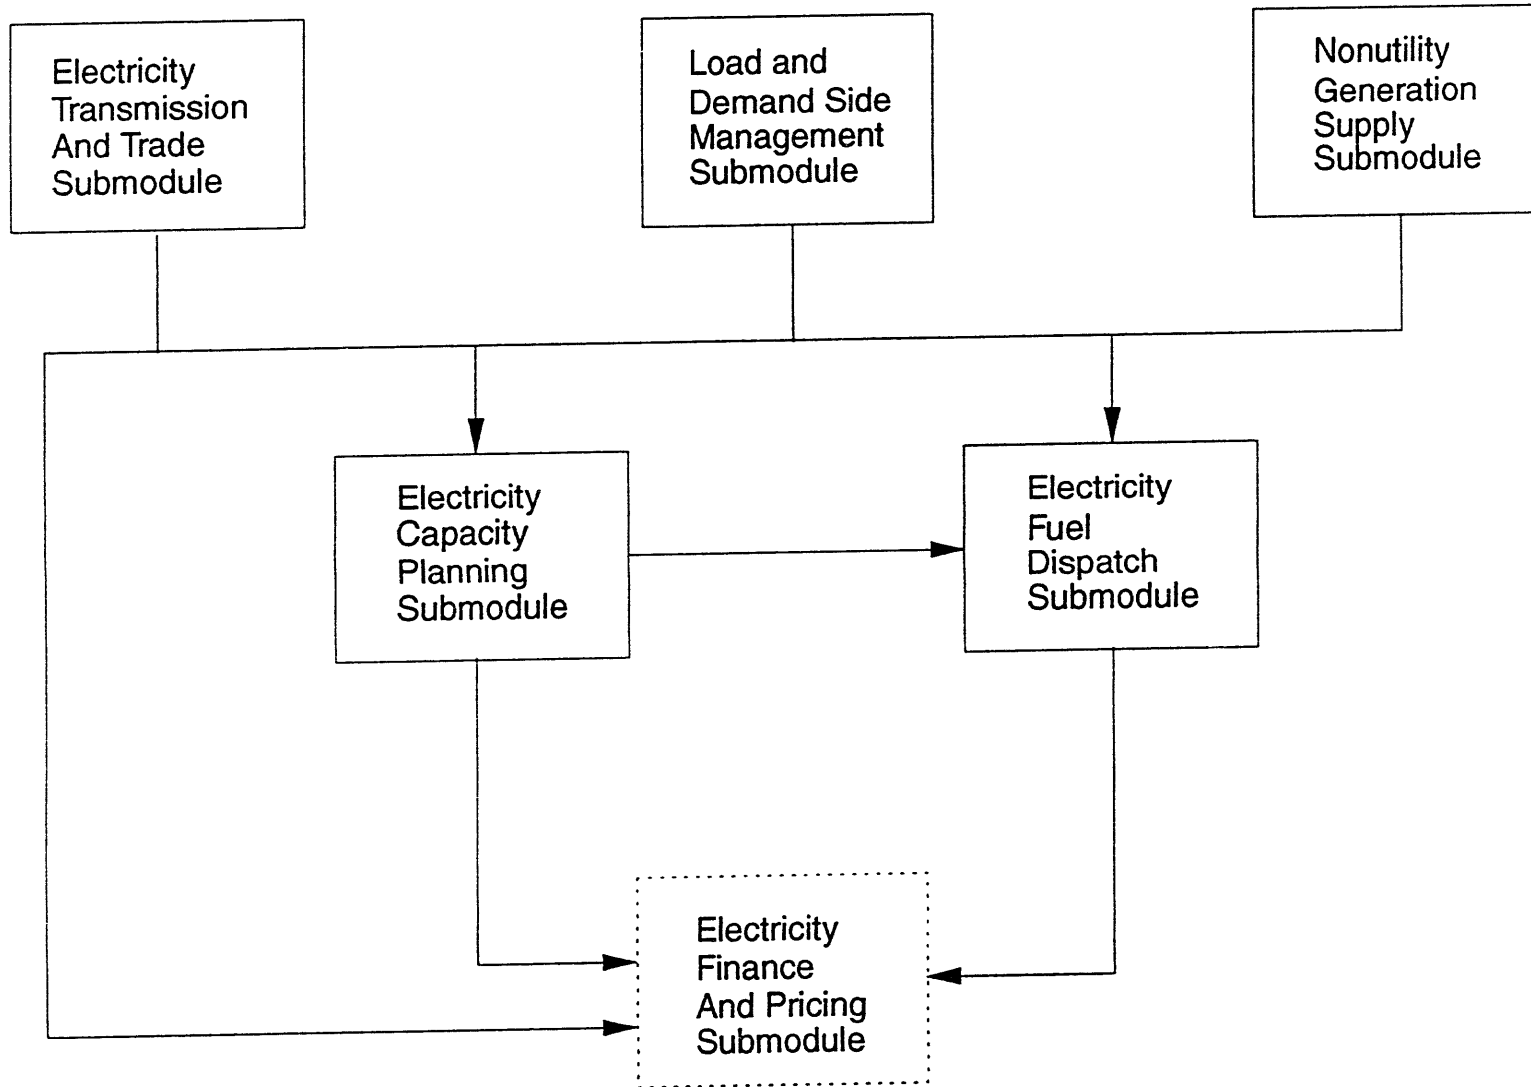 Electricity
Transmission
And Trade
Submodule
Load and
Demand Side
Management
Submodule
Nonutility
Generation
Supply
Submodule
Electricity
Capacity
Planning
Submodule
Electricity
Fuel
Dispatch
Submodule
Electricity
Finance
And Pricing
Submodule